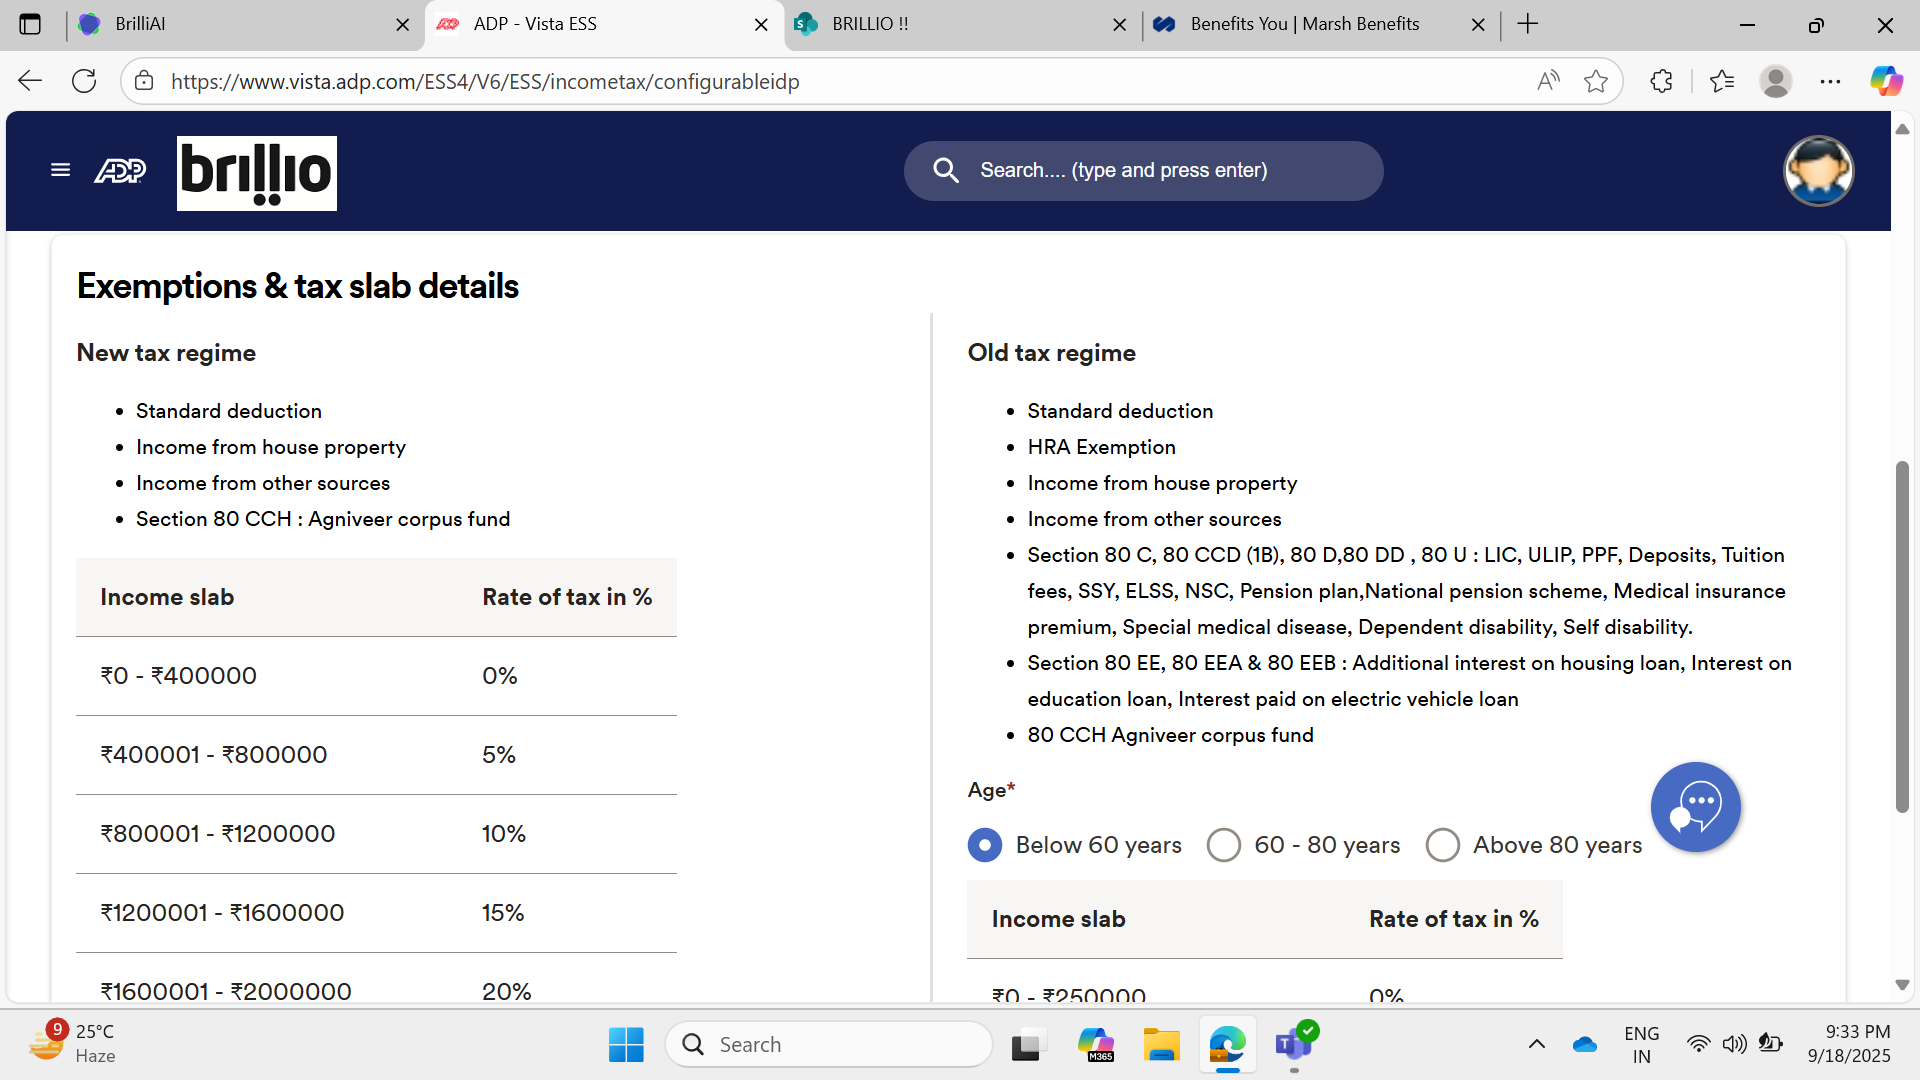 BrilliAI
ADP - Vista ESS
BRILLIO !!
Benefits You | Marsh Benefits
https://www.vista.adp.com/ESS4/V6/ESS/incometax/configurableidp
ADP
brillio
Search.... (type and press enter)
Exemptions & tax slab details
New tax regime
• Standard deduction
• Income from house property
• Income from other sources
• Section 80 CCH : Agniveer corpus fund
Income slab Rate of tax in %
₹0 - ₹400000 0%
₹400001 - ₹800000 5%
₹800001 - ₹1200000 10%
₹1200001 - ₹1600000 15%
₹1600001 - ₹2000000 20%
Old tax regime
• Standard deduction
• HRA Exemption
• Income from house property
• Income from other sources
• Section 80 C, 80 CCD (1B), 80 D,80 DD , 80 U : LIC, ULIP, PPF, Deposits, Tuition
fees, SSY, ELSS, NSC, Pension plan,National pension scheme, Medical insurance
premium, Special medical disease, Dependent disability, Self disability.
• Section 80 EE, 80 EEA & 80 EEB : Additional interest on housing loan, Interest on
education loan, Interest paid on electric vehicle loan
• 80 CCH Agniveer corpus fund
Age*
Below 60 years 60 - 80 years Above 80 years
Income slab Rate of tax in %
₹0 - ₹250000 0%
9
25°C
Haze
Search
M365
ENG
IN
9:33 PM
9/18/2025